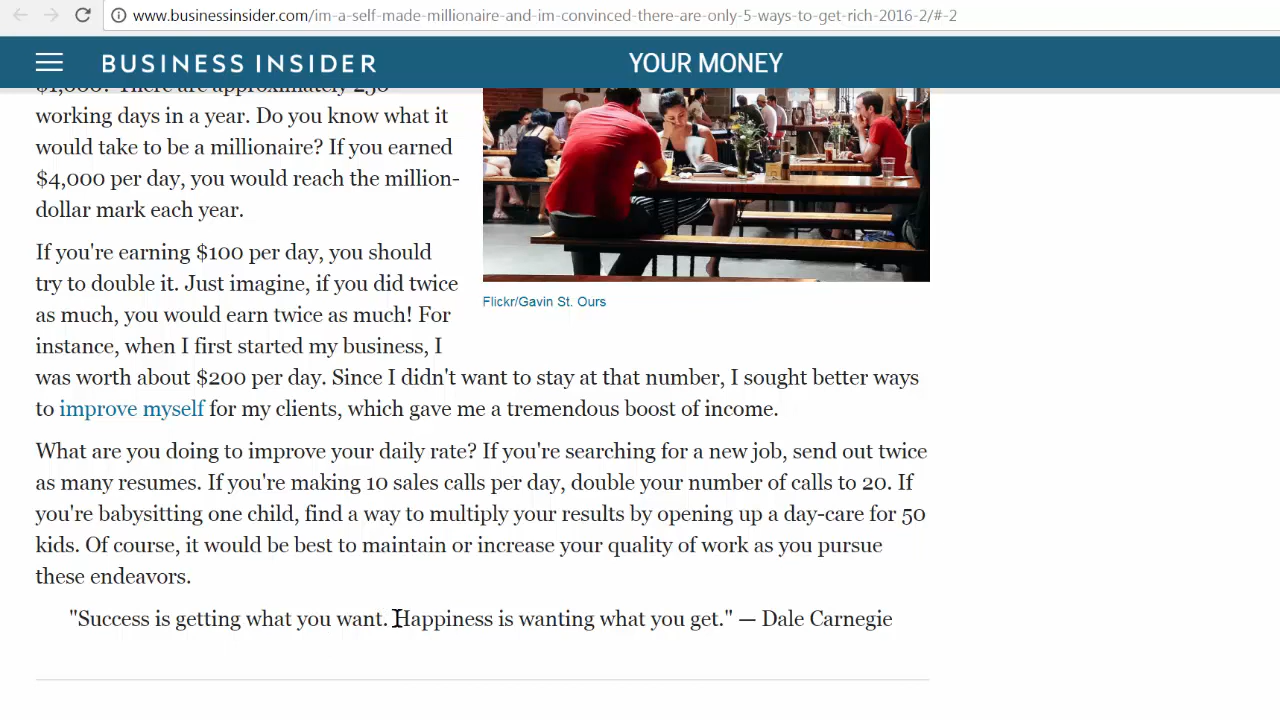 www.businessinsider.com/im-a-self-made-millionaire-and-im-convinced-there-are-only-5-ways-to-get-rich-2016-2/#-2
BUSINESS INSIDER
YOUR MONEY
$1,000? There are approximately 250
working days in a year. Do you know what it
would take to be a millionaire? If you earned
$4,000 per day, you would reach the million-
dollar mark each year.
If you're earning $100 per day, you should
try to double it. Just imagine, if you did twice
as much, you would earn twice as much! For
instance, when I first started my business, I
Flickr/Gavin St. Ours
was worth about $200 per day. Since I didn't want to stay at that number, I sought better ways
to improve myself for my clients, which gave me a tremendous boost of income.
What are you doing to improve your daily rate? If you're searching for a new job, send out twice
as many resumes. If you're making 10 sales calls per day, double your number of calls to 20. If
you're babysitting one child, find a way to multiply your results by opening up a day-care for 50
kids. Of course, it would be best to maintain or increase your quality of work as you pursue
these endeavors.
"Success is getting what you want. Happiness is wanting what you get." — Dale Carnegie